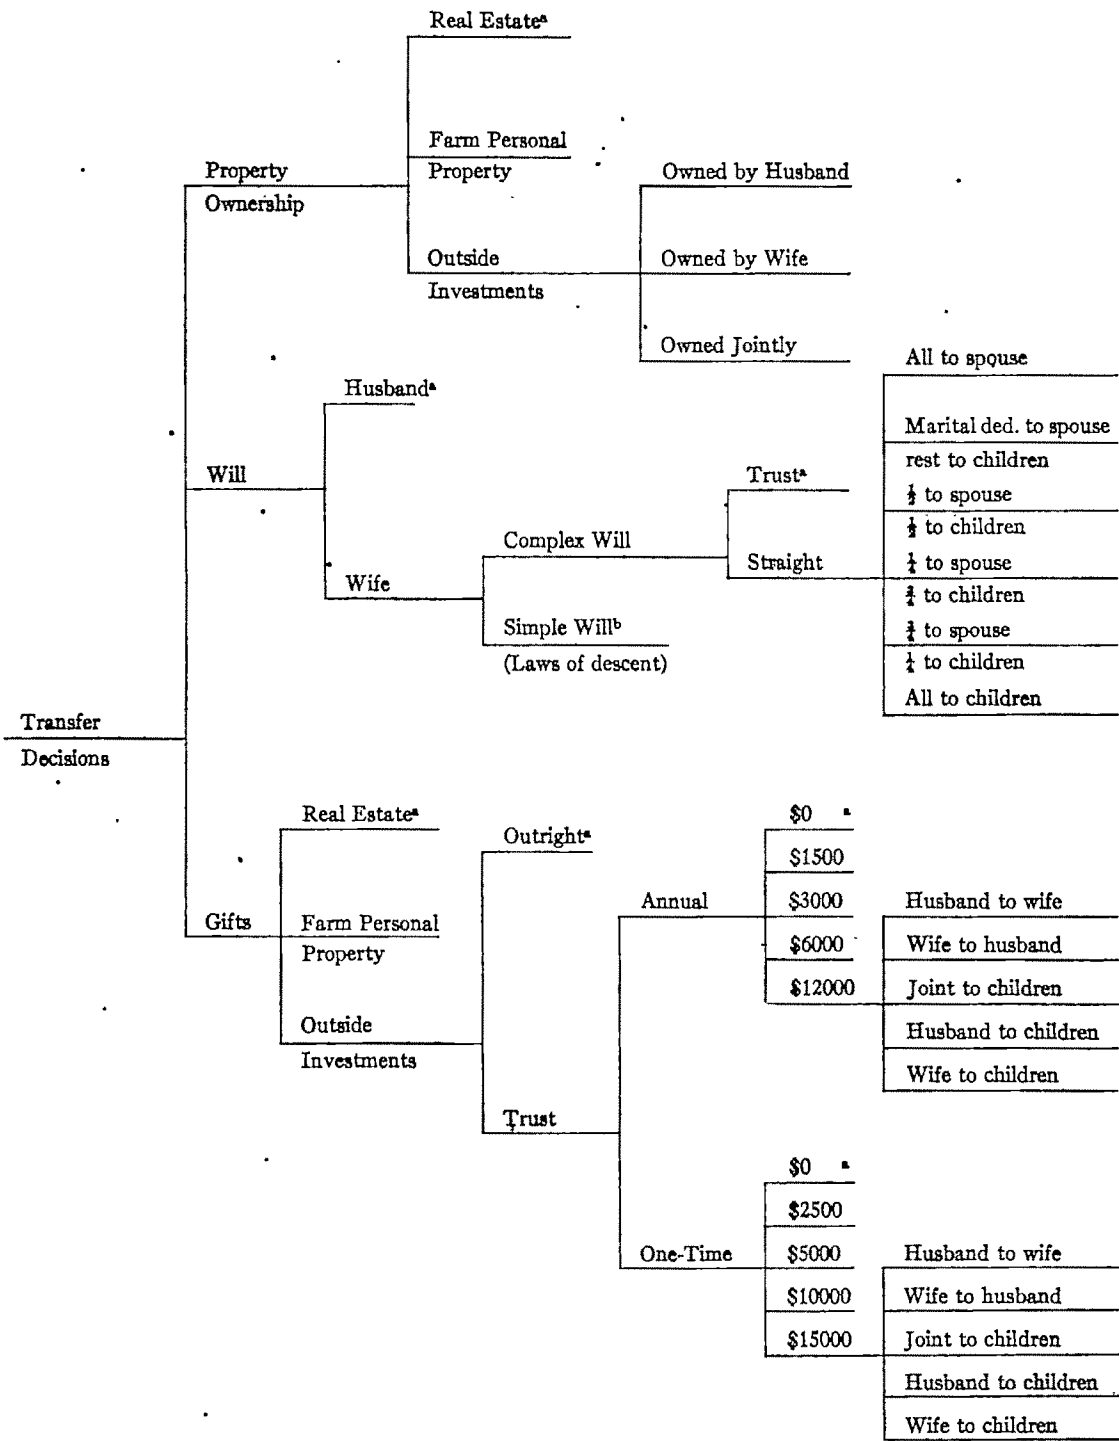 Transfer
Decisions
Property
Ownership
Real Estateᵃ
Farm Personal
Property
Outside
Investments
Owned by Husband
Owned by Wife
Owned Jointly
Will
Husbandᵃ
Wife
Complex Will
Simple Willᵇ
(Laws of descent)
Trustᵃ
Straight
All to spouse
Marital ded. to spouse
rest to children
½ to spouse
½ to children
¼ to spouse
¾ to children
¾ to spouse
¼ to children
All to children
Gifts
Real Estateᵃ
Farm Personal
Property
Outside
Investments
Outrightᵃ
Trust
Annual
$0 ᵃ
$1500
$3000
$6000
$12000
Husband to wife
Wife to husband
Joint to children
Husband to children
Wife to children
One-Time
$0 ᵃ
$2500
$5000
$10000
$15000
Husband to wife
Wife to husband
Joint to children
Husband to children
Wife to children